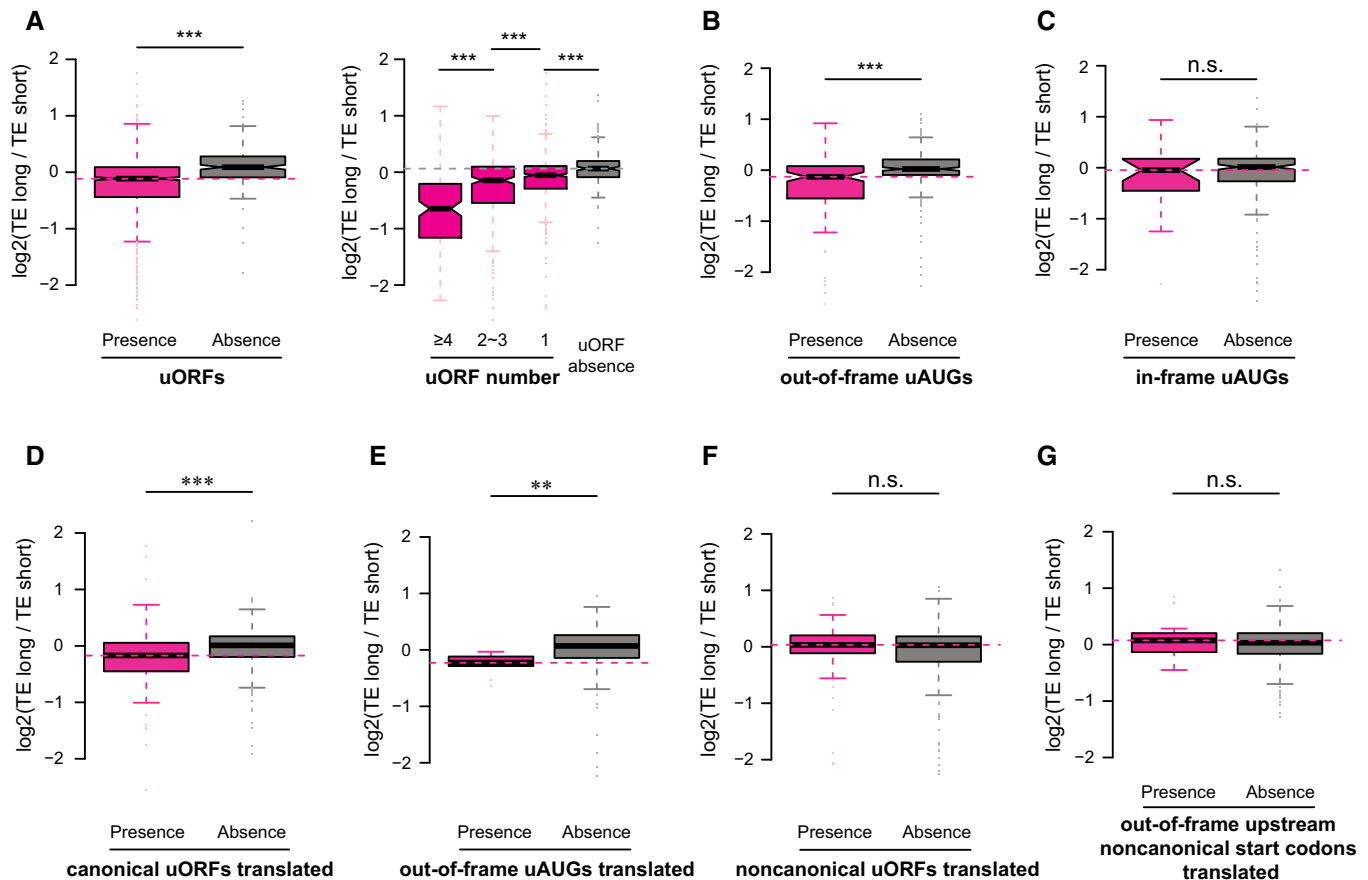 A
***
log2(TE long / TE short)
2
1
0
−1
−2
Presence
Absence
uORFs
***
***
***
log2(TE long / TE short)
2
1
0
−1
−2
≥4
2~3
1
uORF
absence
uORF number
B
***
log2(TE long / TE short)
2
1
0
−1
−2
Presence
Absence
out-of-frame uAUGs
C
n.s.
log2(TE long / TE short)
2
1
0
−1
−2
Presence
Absence
in-frame uAUGs
D
***
log2(TE long / TE short)
2
1
0
−1
−2
Presence
Absence
canonical uORFs translated
E
**
log2(TE long / TE short)
2
1
0
−1
−2
Presence
Absence
out-of-frame uAUGs translated
F
n.s.
log2(TE long / TE short)
2
1
0
−1
−2
Presence
Absence
noncanonical uORFs translated
G
n.s.
log2(TE long / TE short)
2
1
0
−1
−2
Presence
Absence
out-of-frame upstream
noncanonical start codons
translated